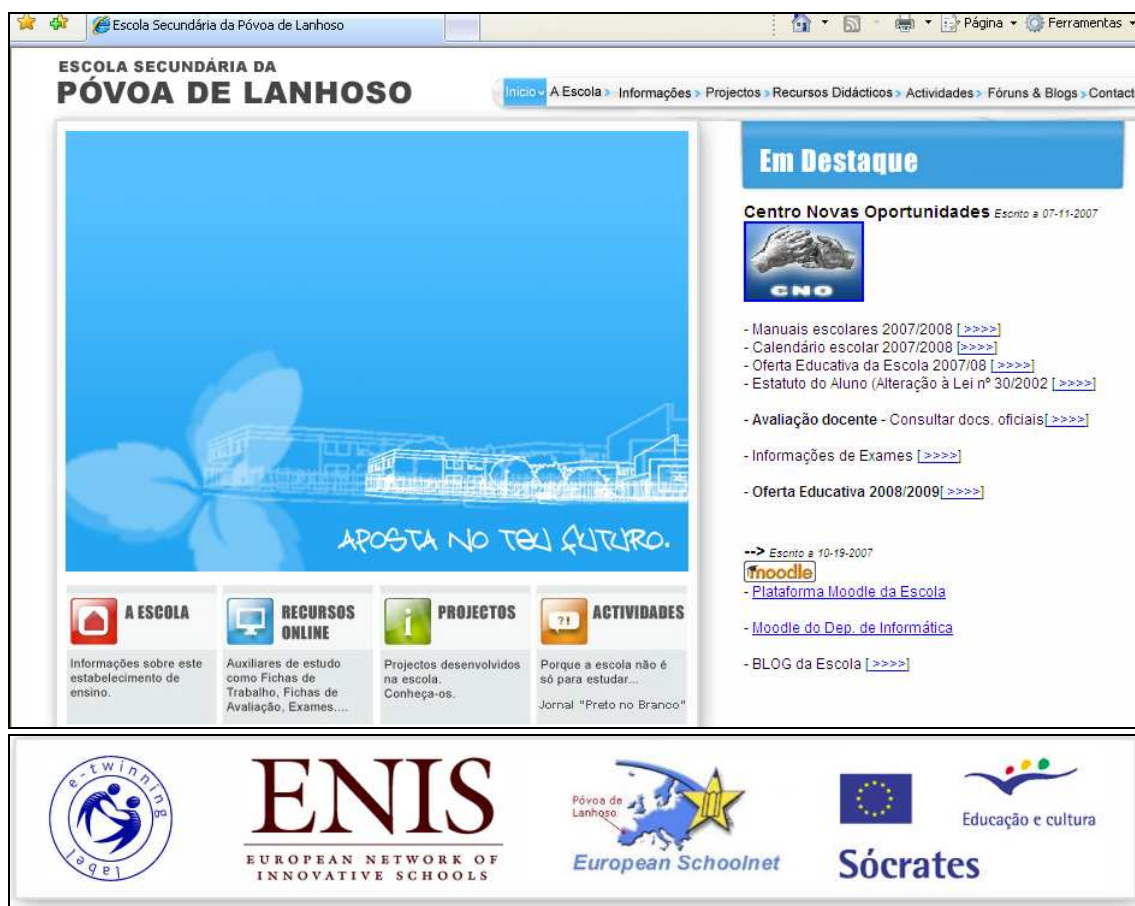 Escola Secundária da Póvoa de Lanhoso
Página
Ferramentas
ESCOLA SECUNDÁRIA DA
PÓVOA DE LANHOSO
Inicio A Escola Informações Projectos Recursos Didácticos Actividades Fóruns & Blogs Contact
Em Destaque
Centro Novas Oportunidades Escrito a 07-11-2007
CNO
- Manuais escolares 2007/2008 [ >>>>]
- Calendário escolar 2007/2008 [>>>>]
- Oferta Educativa da Escola 2007/08 [ >>>>]
- Estatuto do Aluno (Alteração à Lei nº 30/2002 [ >>>>]
- Avaliação docente - Consultar docs. oficiais[ >>>>]
- Informações de Exames [ >>>>]
- Oferta Educativa 2008/2009[ >>>>]
--> Escrito a 10-19-2007
moodle
- Plataforma Moodle da Escola
- Moodle do Dep. de Informática
- BLOG da Escola [ >>>>]
APOSTA NO TEU FUTURO.
A ESCOLA
Informações sobre este
estabelecimento de
ensino.
RECURSOS
ONLINE
Auxiliares de estudo
como Fichas de
Trabalho, Fichas de
Avaliação, Exames....
PROJECTOS
Projectos desenvolvidos
na escola.
Conheça-os.
?!
ACTIVIDADES
Porque a escola não é
só para estudar...
Jornal "Preto no Branco"
e-twinning
label
ENIS
EUROPEAN NETWORK OF
INNOVATIVE SCHOOLS
Póvoa de
Lanhoso
European Schoolnet
Educação e cultura
Sócrates